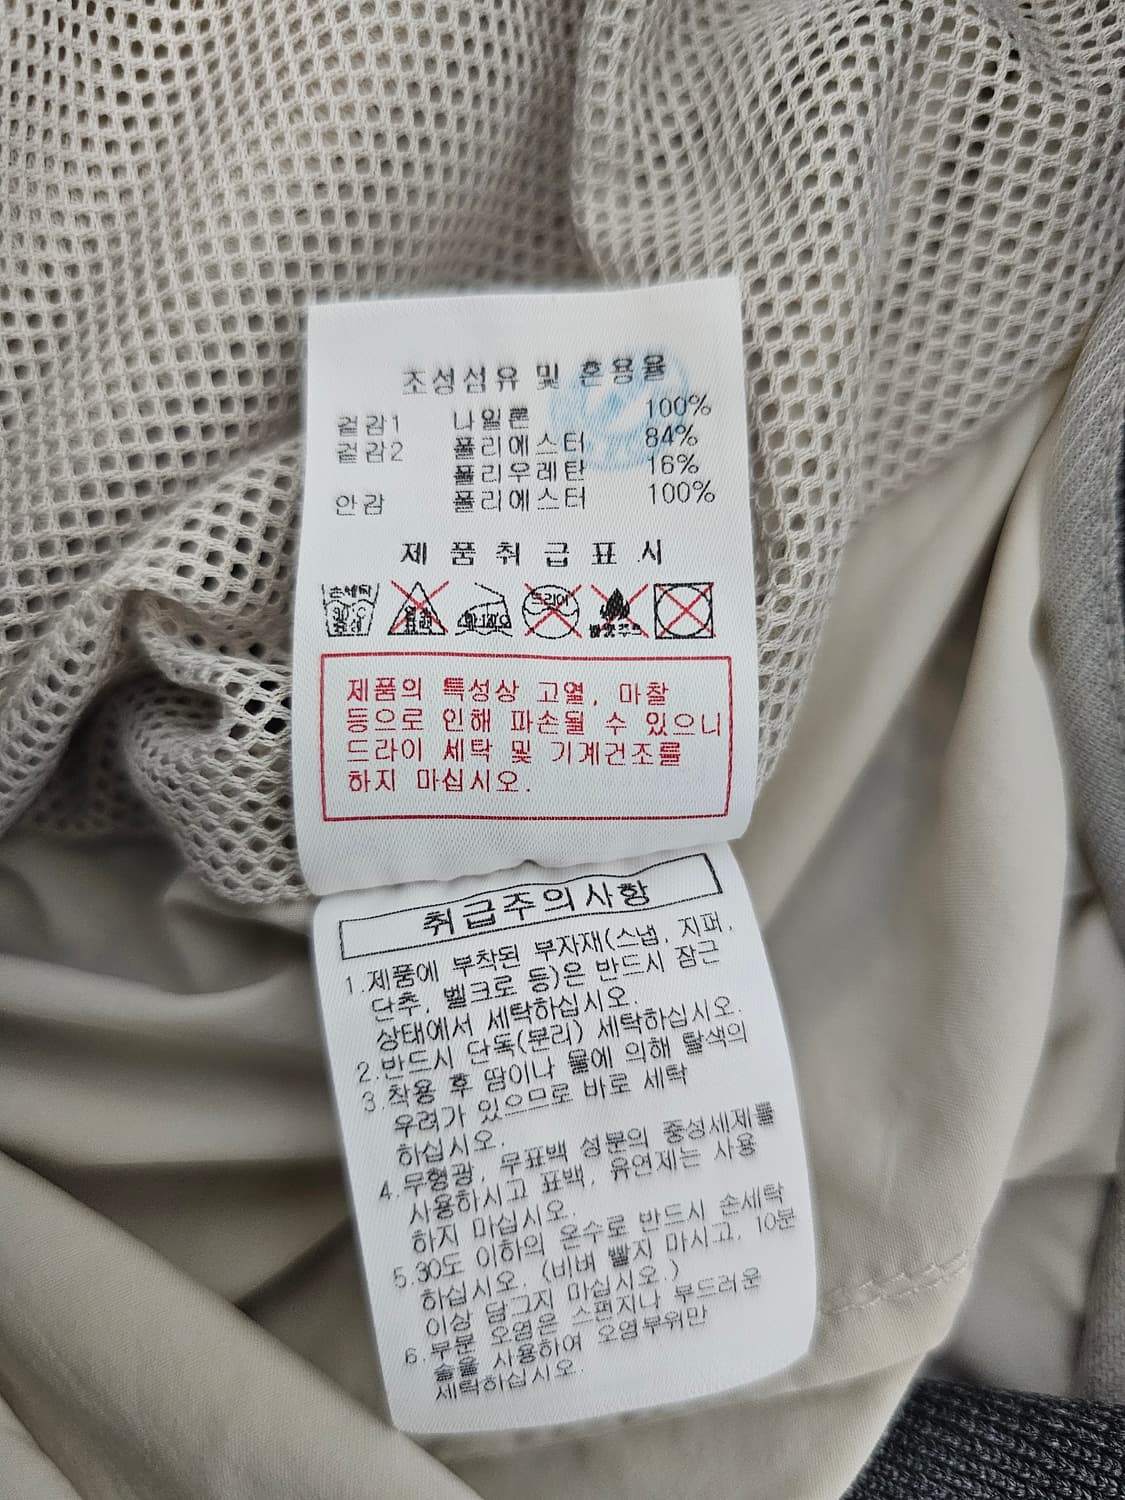 조성섬유 및 혼용율
겉감1 나일론 100%
겉감2 폴리에스터 84%
폴리우레탄 16%
안감 폴리에스터 100%
제품취급표시
손세탁 드라이
제품의 특성상 고열, 마찰
등으로 인해 파손될 수 있으니
드라이 세탁 및 기계건조를
하지 마십시오.
취급주의사항
1.제품에 부착된 부자재(스냅, 지퍼,
단추, 벨크로 등)은 반드시 잠근
상태에서 세탁하십시오.
2.반드시 단독(분리) 세탁하십시오.
3.착용 후 땀이나 물에 의해 탈색의
우려가 있으므로 바로 세탁
하십시오.
4.무형광, 무표백 성분의 중성세제를
사용하시고 표백, 유연제는 사용
하지 마십시오.
5.30도 이하의 온수로 반드시 손세탁
하십시오. (비벼 빨지 마시고, 10분
이상 담그지 마십시오.)
6.부분 오염은 스펀지나 부드러운
솔을 사용하여 오염부위만
세탁하십시오.